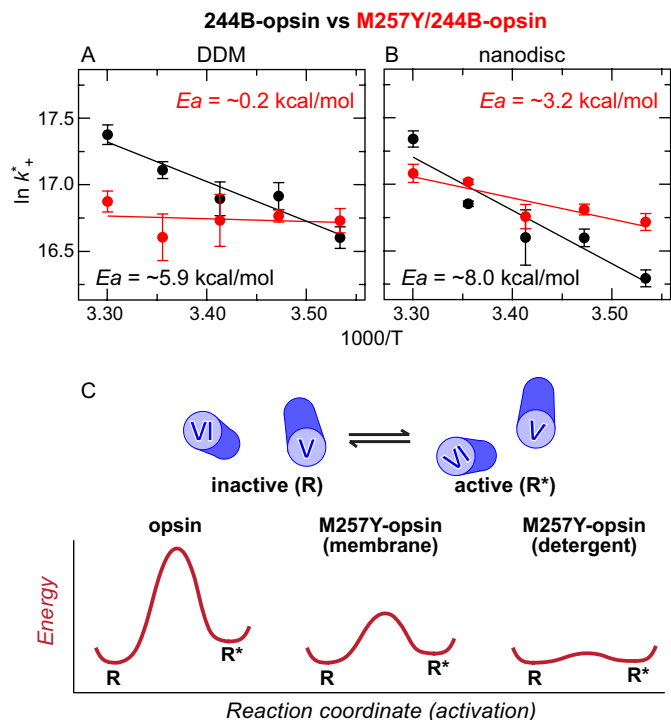 244B-opsin vs M257Y/244B-opsin
A
DDM
B
nanodisc
Ea = ~0.2 kcal/mol
Ea = ~3.2 kcal/mol
17.5
17.0
16.5
ln k*+
Ea = ~5.9 kcal/mol
Ea = ~8.0 kcal/mol
3.30
3.40
3.50
3.30
3.40
3.50
1000/T
C
VI
V
VI
V
inactive (R)
active (R*)
opsin
M257Y-opsin
(membrane)
M257Y-opsin
(detergent)
Energy
R
R*
R
R*
R
R*
Reaction coordinate (activation)